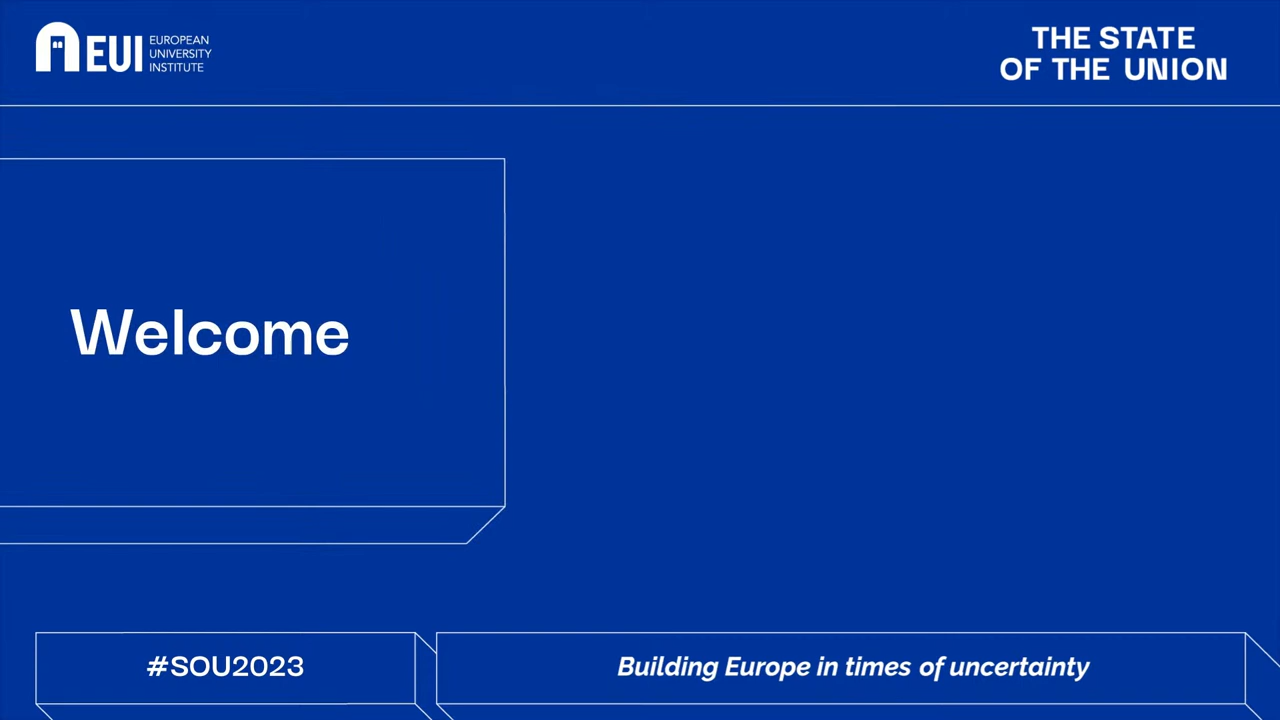 EUI
EUROPEAN
UNIVERSITY
INSTITUTE
THE STATE
OF THE UNION
Welcome
#SOU2023
Building Europe in times of uncertainty